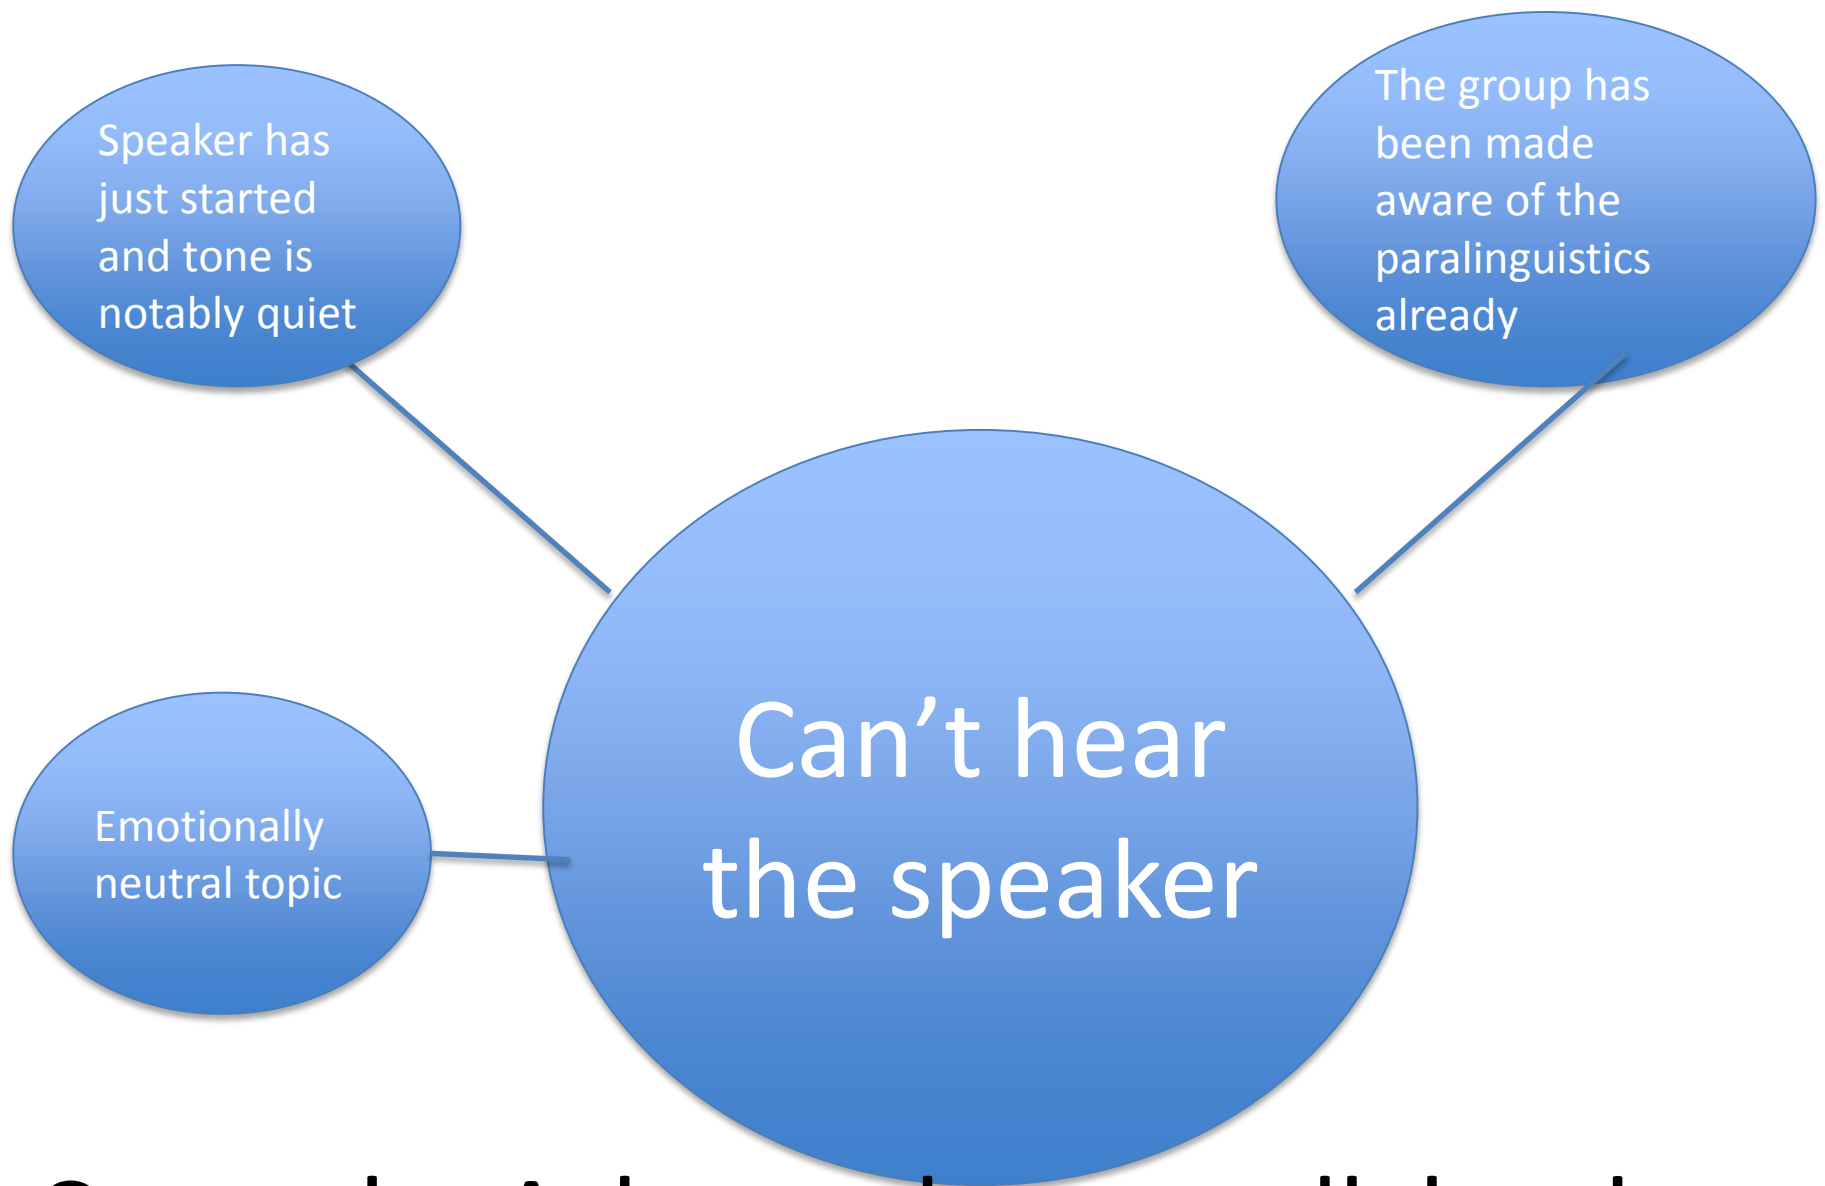 Speaker has
just started
and tone is
notably quiet
The group has
been made
aware of the
paralinguistics
already
Can’t hear
the speaker
Emotionally
neutral topic